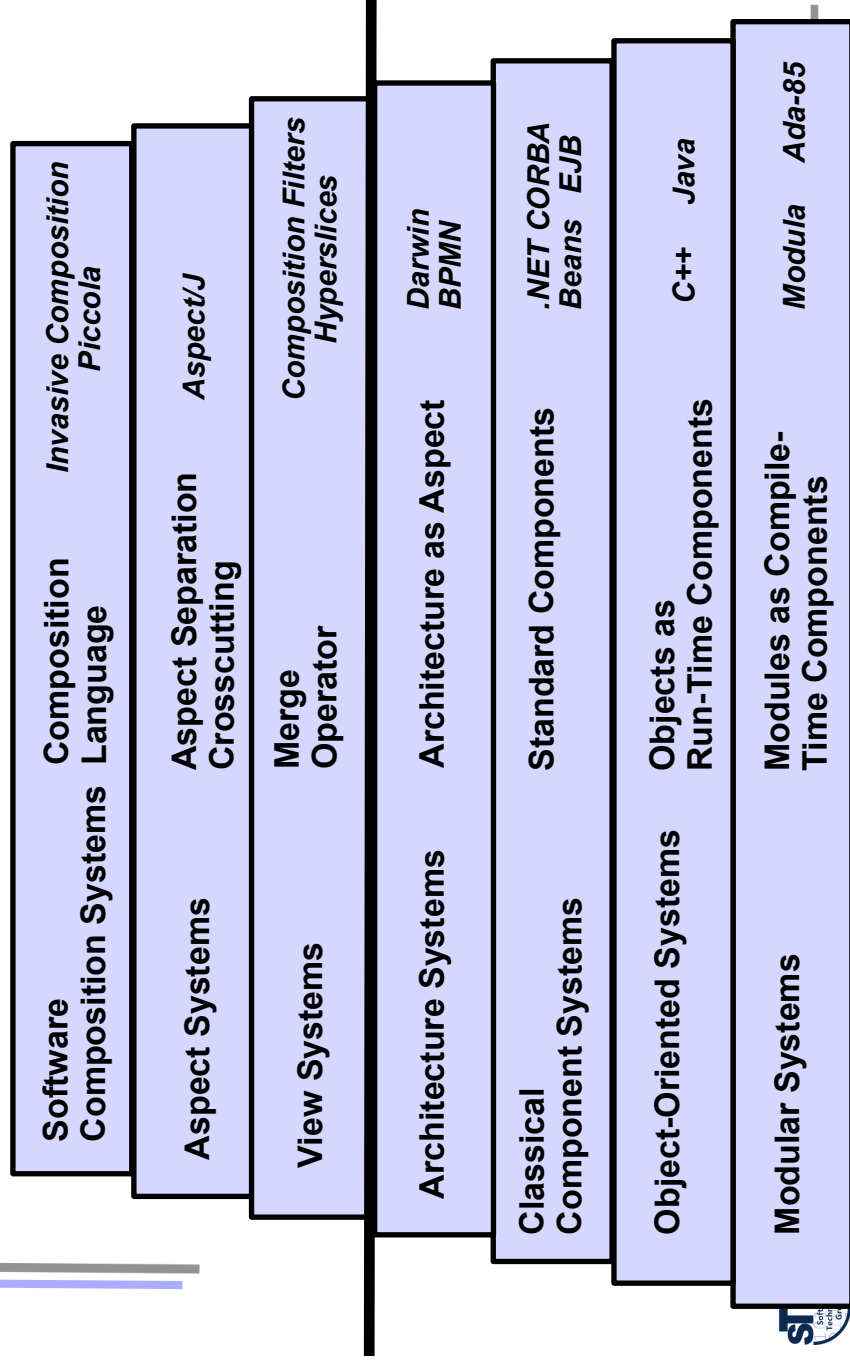 Software
Composition Systems
Composition
Language
Invasive Composition
Piccola
Aspect Systems
Aspect Separation
Crosscutting
Aspect/J
View Systems
Merge
Operator
Composition Filters
Hyperslices
Architecture Systems
Architecture as Aspect
Darwin
BPMN
Classical
Component Systems
Standard Components
.NET CORBA
Beans EJB
Object-Oriented Systems
Objects as
Run-Time Components
C++ Java
Modular Systems
Modules as Compile-
Time Components
Modula Ada-85
ST